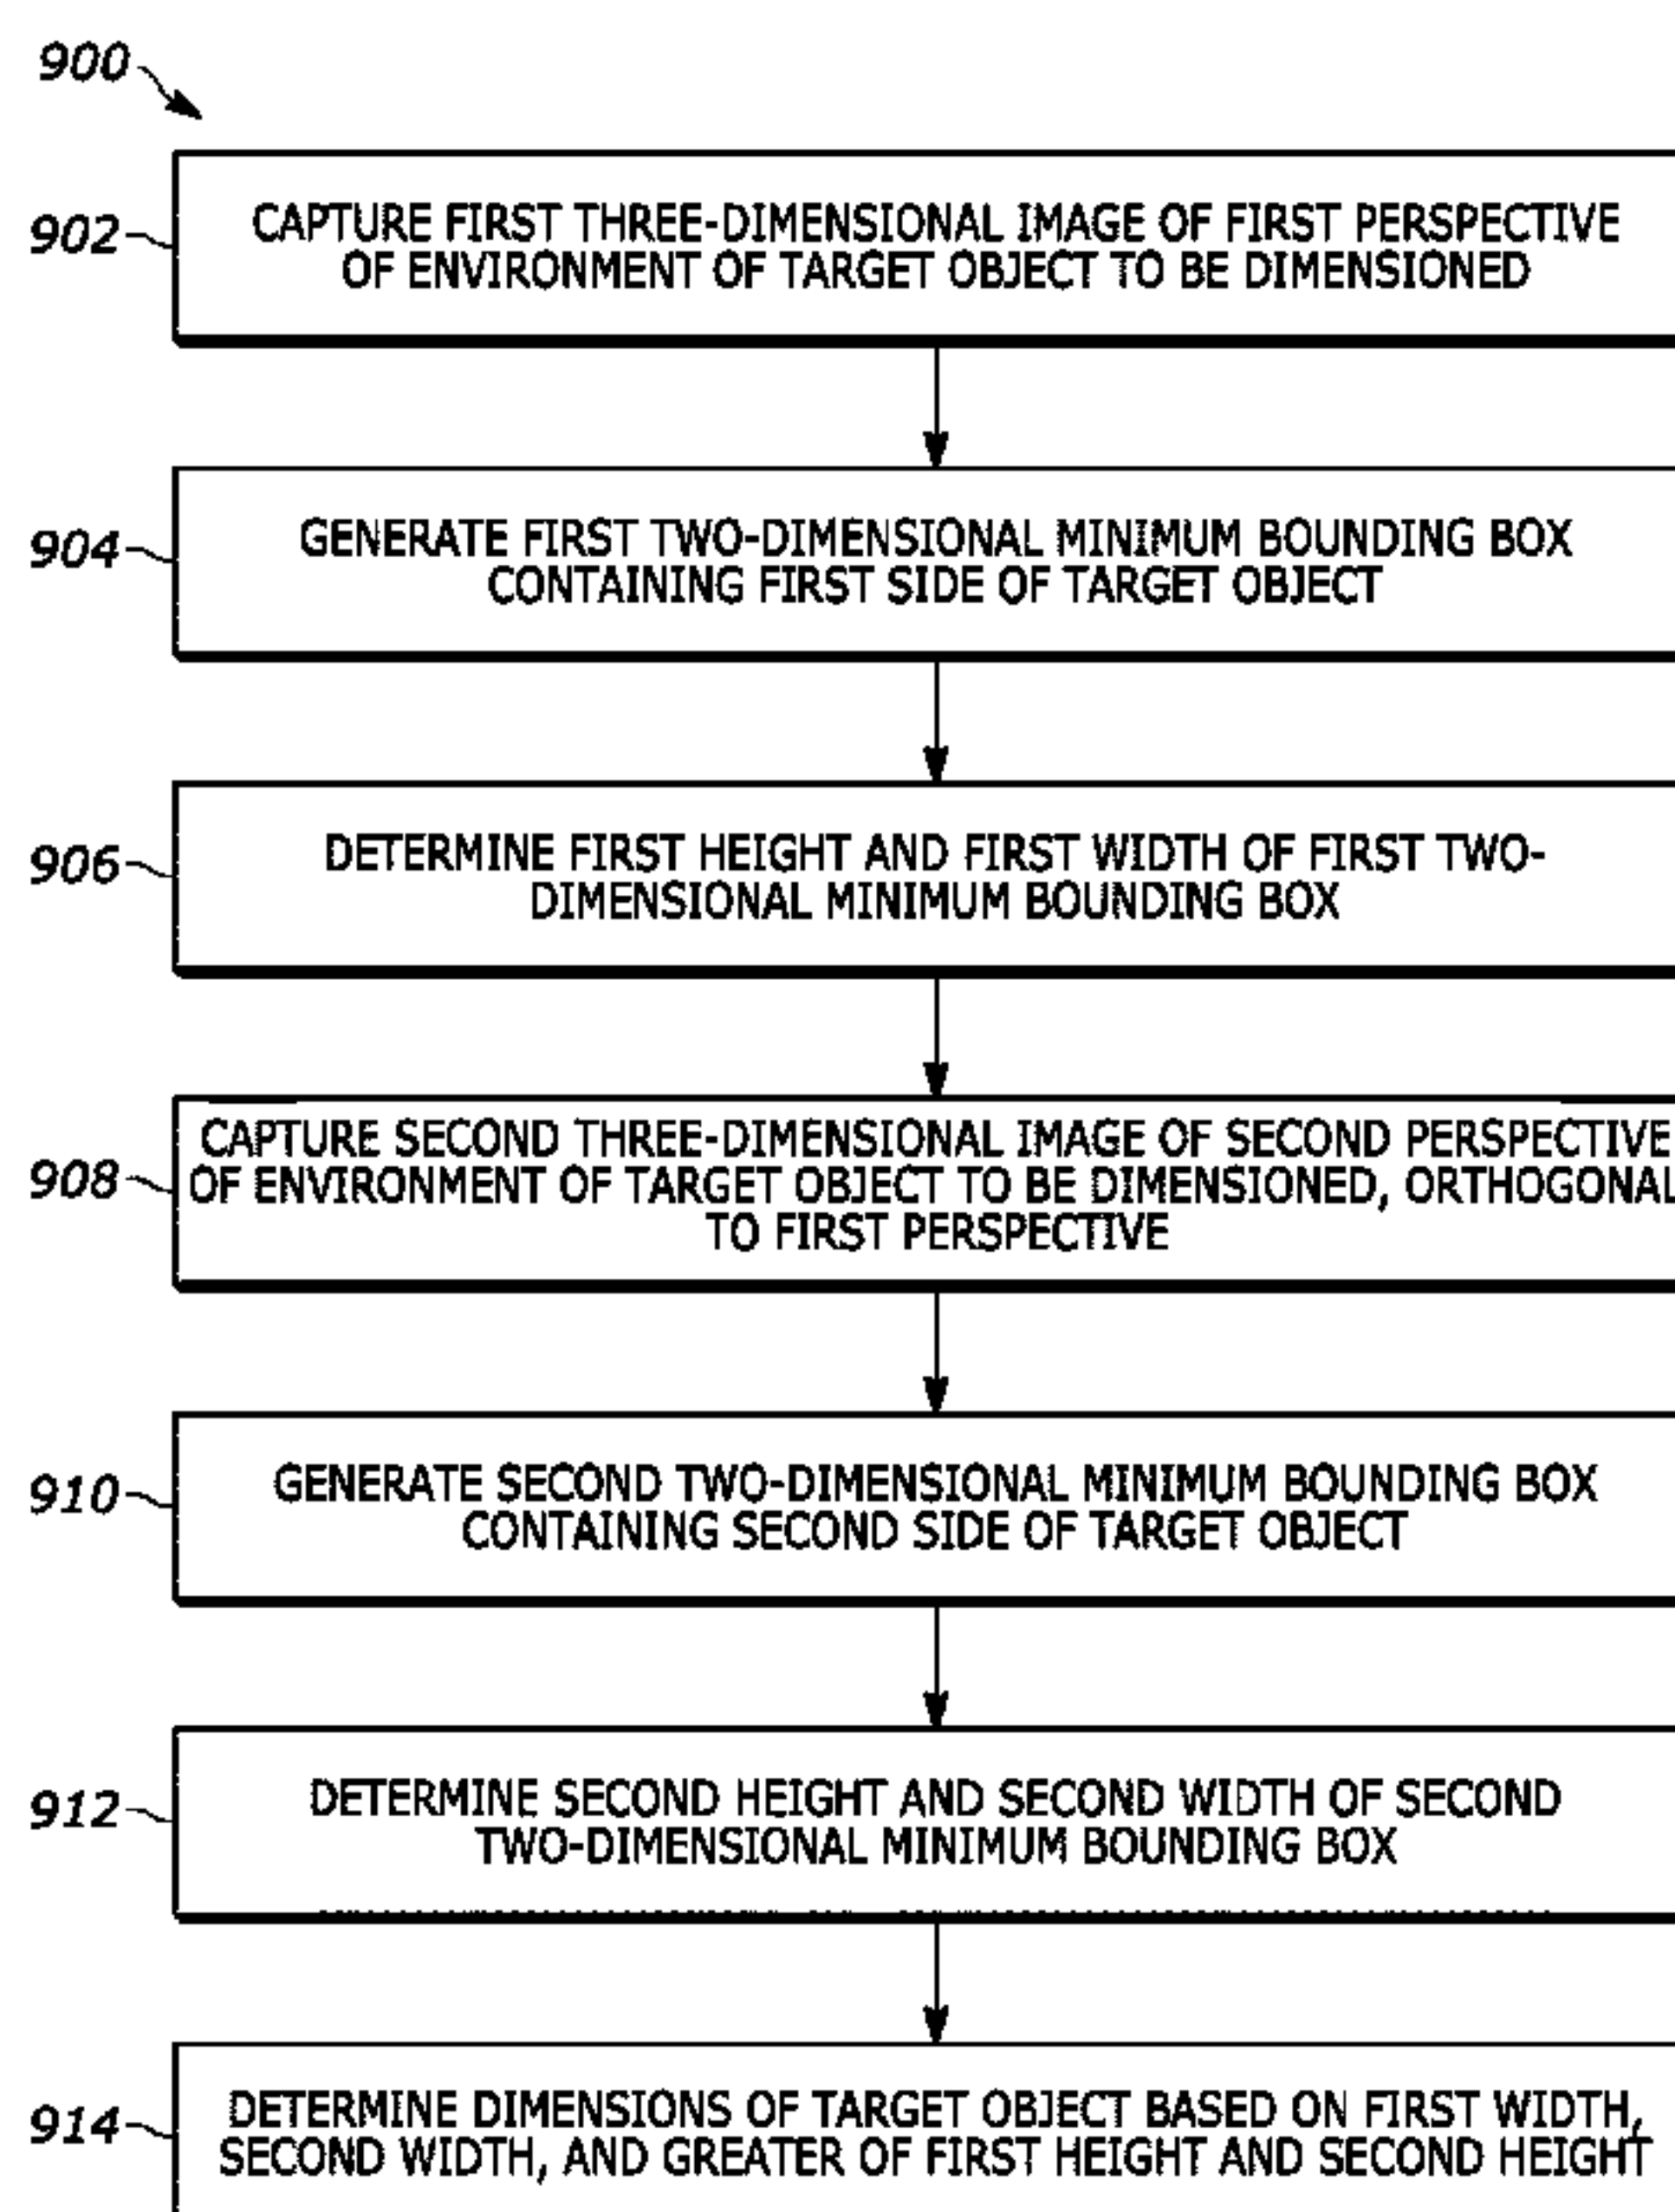 900
902
CAPTURE FIRST THREE-DIMENSIONAL IMAGE OF FIRST PERSPECTIVE
OF ENVIRONMENT OF TARGET OBJECT TO BE DIMENSIONED
904
GENERATE FIRST TWO-DIMENSIONAL MINIMUM BOUNDING BOX
CONTAINING FIRST SIDE OF TARGET OBJECT
906
DETERMINE FIRST HEIGHT AND FIRST WIDTH OF FIRST TWO-
DIMENSIONAL MINIMUM BOUNDING BOX
908
CAPTURE SECOND THREE-DIMENSIONAL IMAGE OF SECOND PERSPECTIVE
OF ENVIRONMENT OF TARGET OBJECT TO BE DIMENSIONED, ORTHOGONAL
TO FIRST PERSPECTIVE
910
GENERATE SECOND TWO-DIMENSIONAL MINIMUM BOUNDING BOX
CONTAINING SECOND SIDE OF TARGET OBJECT
912
DETERMINE SECOND HEIGHT AND SECOND WIDTH OF SECOND
TWO-DIMENSIONAL MINIMUM BOUNDING BOX
914
DETERMINE DIMENSIONS OF TARGET OBJECT BASED ON FIRST WIDTH,
SECOND WIDTH, AND GREATER OF FIRST HEIGHT AND SECOND HEIGHT